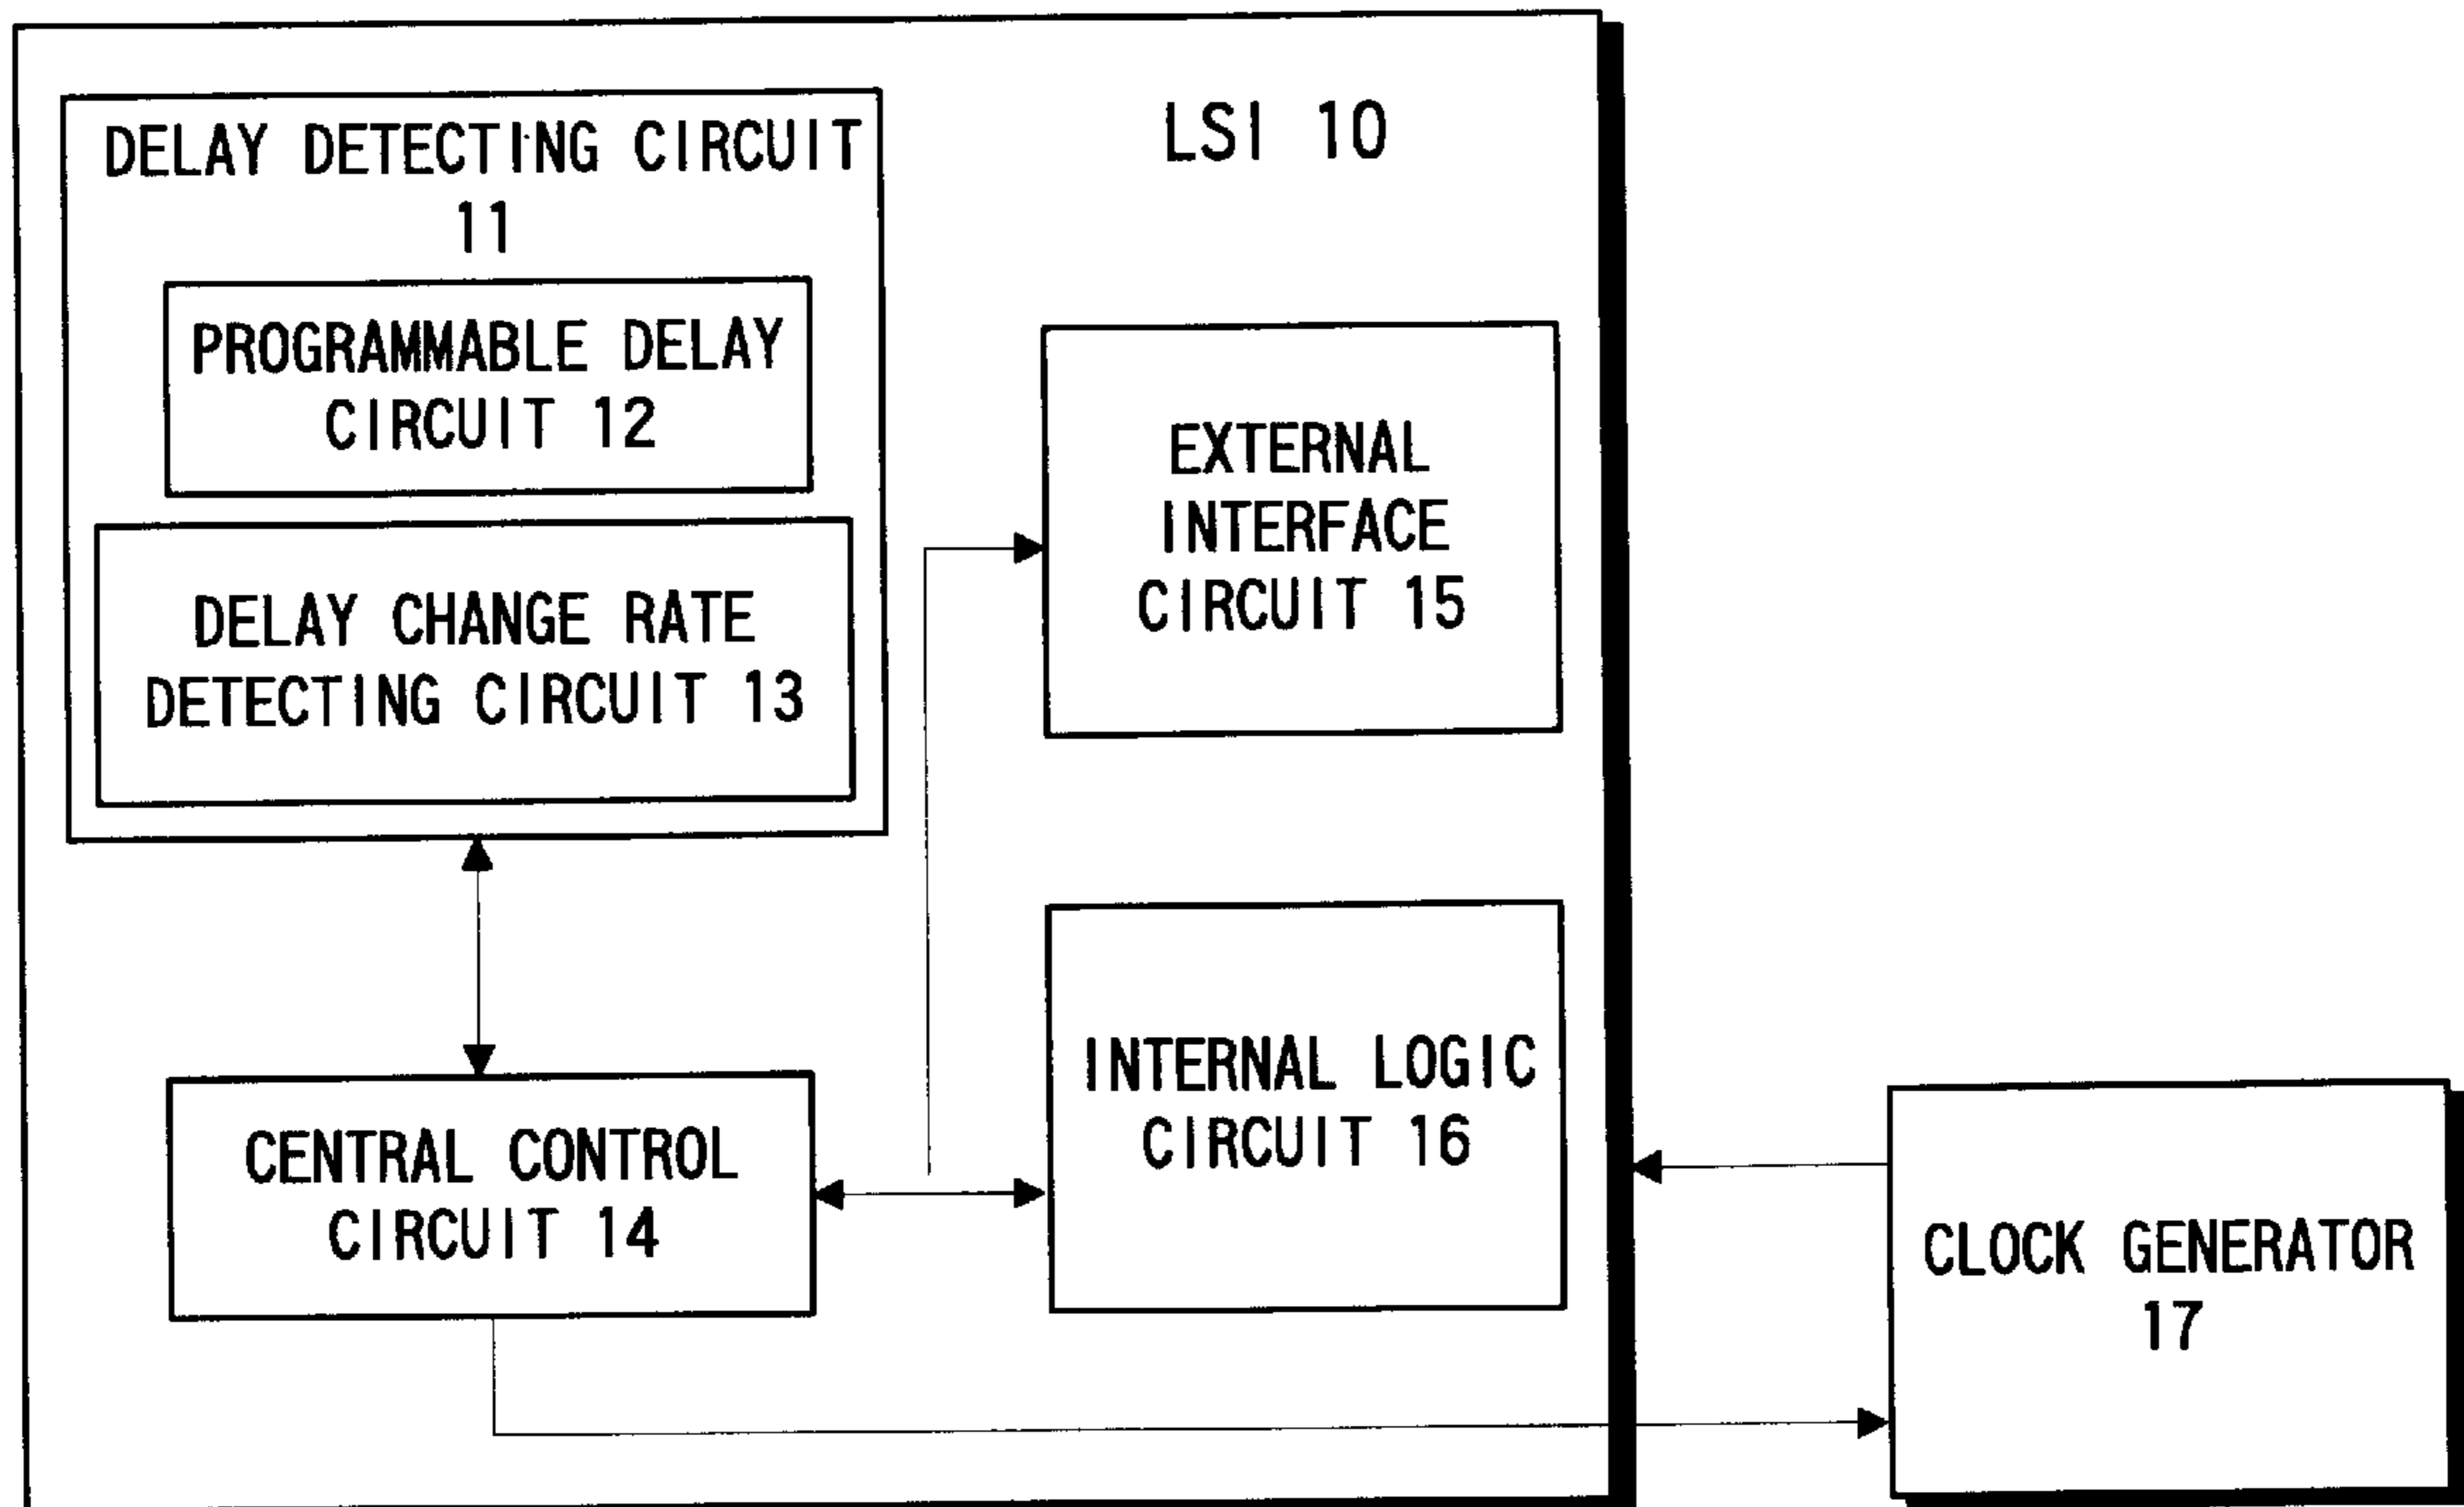 LSI 10
DELAY DETECTING CIRCUIT
11
PROGRAMMABLE DELAY
CIRCUIT 12
DELAY CHANGE RATE
DETECTING CIRCUIT 13
EXTERNAL
INTERFACE
CIRCUIT 15
CENTRAL CONTROL
CIRCUIT 14
INTERNAL LOGIC
CIRCUIT 16
CLOCK GENERATOR
17